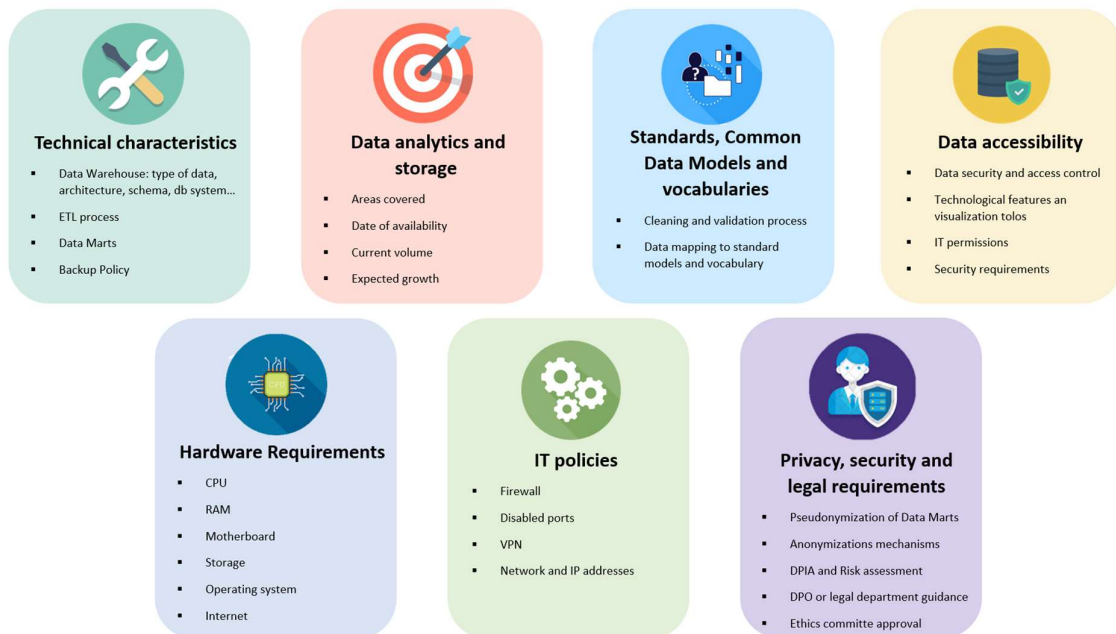 Technical characteristics
▪ Data Warehouse: type of data,
architecture, schema, db system...
▪ ETL process
▪ Data Marts
▪ Backup Policy
Data analytics and
storage
▪ Areas covered
▪ Date of availability
▪ Current volume
▪ Expected growth
?
Standards, Common
Data Models and
vocabularies
▪ Cleaning and validation process
▪ Data mapping to standard
models and vocabulary
Data accessibility
▪ Data security and access control
▪ Technological features an
visualization tolos
▪ IT permissions
▪ Security requirements
CPU
Hardware Requirements
▪ CPU
▪ RAM
▪ Motherboard
▪ Storage
▪ Operating system
▪ Internet
IT policies
▪ Firewall
▪ Disabled ports
▪ VPN
▪ Network and IP addresses
Privacy, security and
legal requirements
▪ Pseudonymization of Data Marts
▪ Anonymizations mechanisms
▪ DPIA and Risk assessment
▪ DPO or legal department guidance
▪ Ethics committe approval